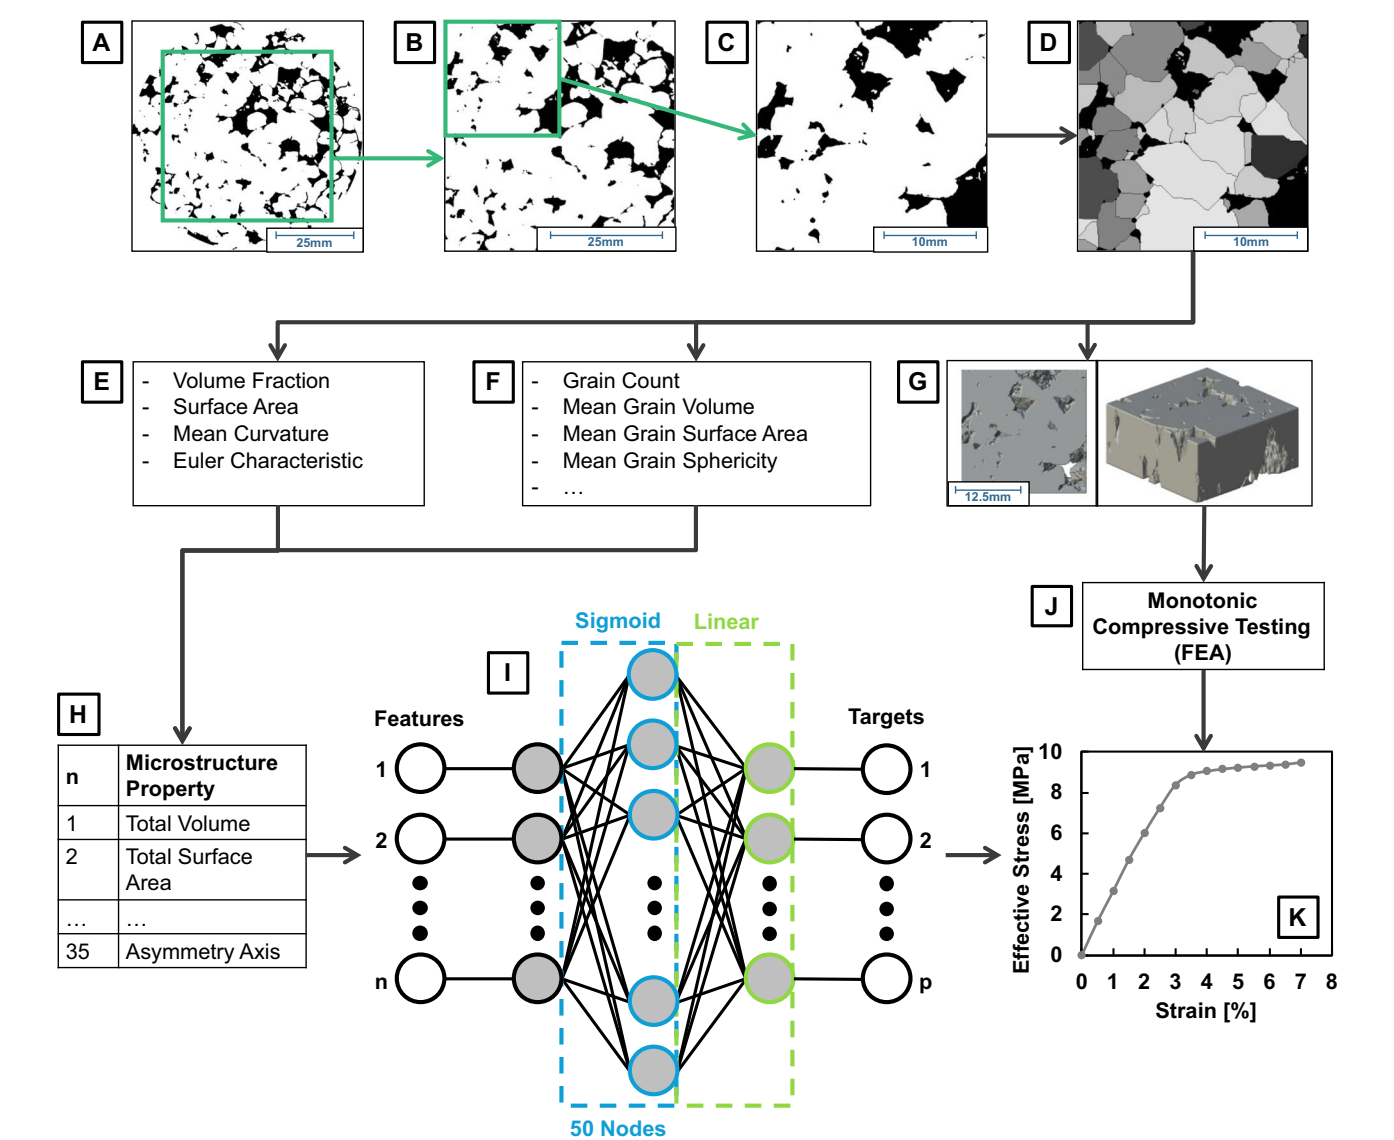 A
B
C
D
25mm
25mm
10mm
10mm
E
- Volume Fraction
- Surface Area
- Mean Curvature
- Euler Characteristic
F
- Grain Count
- Mean Grain Volume
- Mean Grain Surface Area
- Mean Grain Sphericity
- …
G
12.5mm
J
Monotonic
Compressive Testing
(FEA)
H
n
Microstructure
Property
1 Total Volume
2 Total Surface
Area
… …
35 Asymmetry Axis
I
Sigmoid
Linear
Features
Targets
1
1
2
2
n
p
50 Nodes
K
Effective Stress [MPa]
10
8
6
4
2
0
0 1 2 3 4 5 6 7 8
Strain [%]